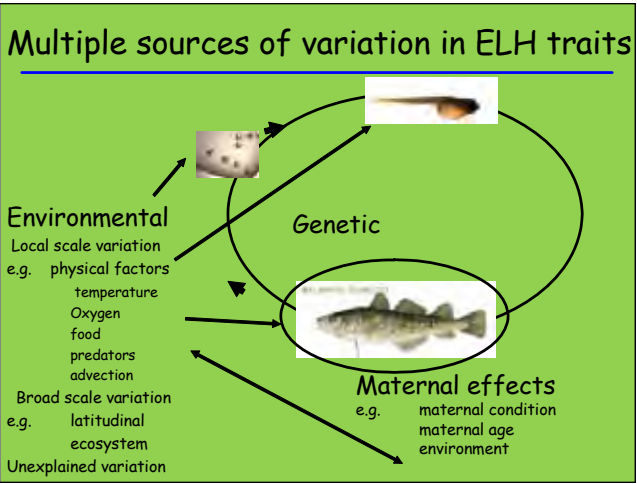 Multiple sources of variation in ELH traits
Environmental
Local scale variation
e.g. physical factors
temperature
Oxygen
food
predators
advection
Broad scale variation
e.g. latitudinal
ecosystem
Unexplained variation
Genetic
Maternal effects
e.g. maternal condition
maternal age
environment